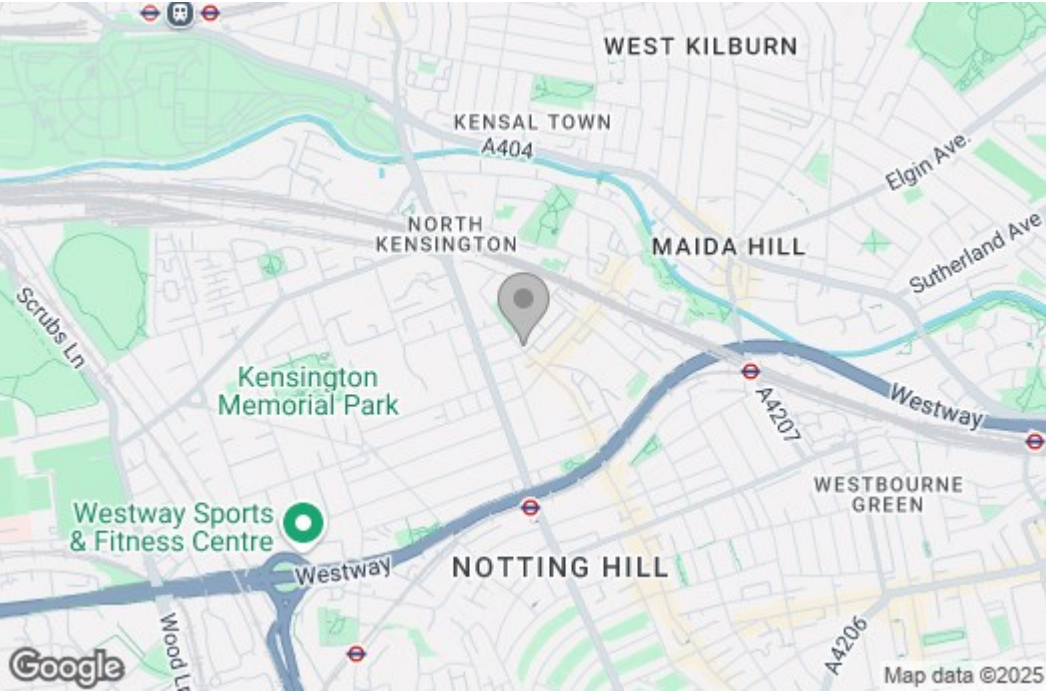 WEST KILBURN
KENSAL TOWN
A404
Elgin Ave.
NORTH
KENSINGTON
MAIDA HILL
Sutherland Ave
Scrubs Ln
Kensington
Memorial Park
Westway
A4207
WESTBOURNE
GREEN
Westway Sports
& Fitness Centre
Westway
NOTTING HILL
Wood Ln
A4206
Google
Map data ©2025